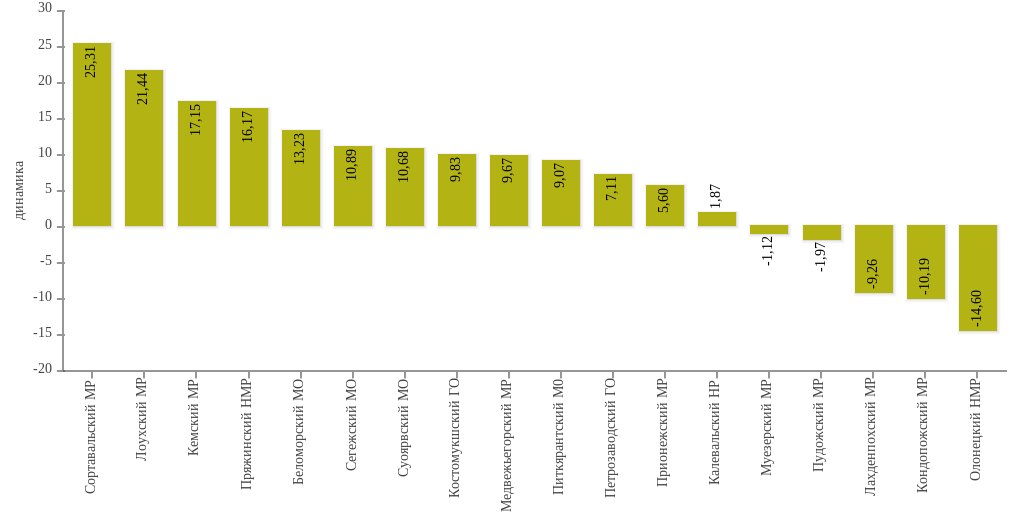 30
25
20
15
10
5
0
-5
-10
-15
-20
динамика
25,31
21,44
17,15
16,17
13,23
10,89
10,68
9,83
9,67
9,07
7,11
5,60
1,87
-1,12
-1,97
-9,26
-10,19
-14,60
Сортавальский МР
Лоухский МР
Кемский МР
Пряжинский НМР
Беломорский МО
Сегежский МО
Суоярвский МО
Костомукшский ГО
Медвежьегорский МР
Питкярантский М0
Петрозаводский ГО
Прионежский МР
Калевальский НР
Муезерский МР
Пудожский МР
Лахденпохский МР
Кондопожский МР
Олонецкий НМР